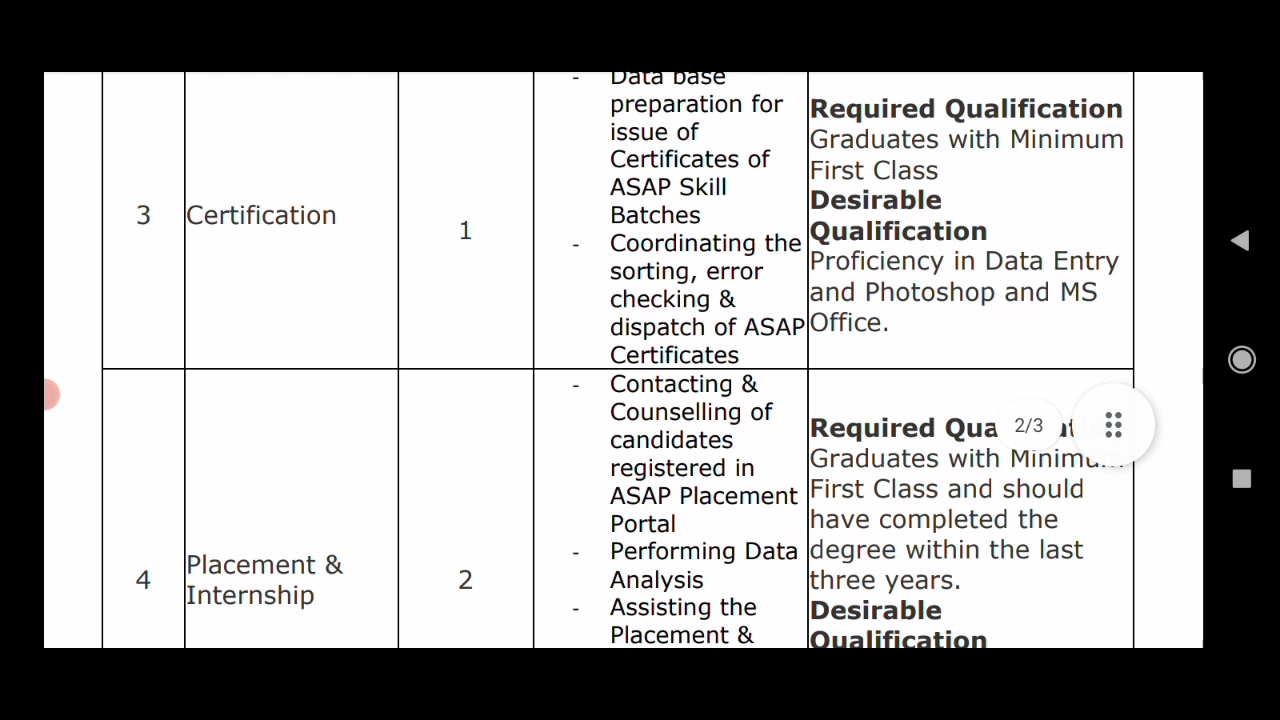 3
Certification
1
- Data base
preparation for
issue of
Certificates of
ASAP Skill
Batches
- Coordinating the
sorting, error
checking &
dispatch of ASAP
Certificates
Required Qualification
Graduates with Minimum
First Class
Desirable
Qualification
Proficiency in Data Entry
and Photoshop and MS
Office.
4
Placement &
Internship
2
- Contacting &
Counselling of
candidates
registered in
ASAP Placement
Portal
- Performing Data
Analysis
- Assisting the
Placement &
Required
Graduates with Minimum
First Class and should
have completed the
degree within the last
three years.
Desirable
Qualification
2/3